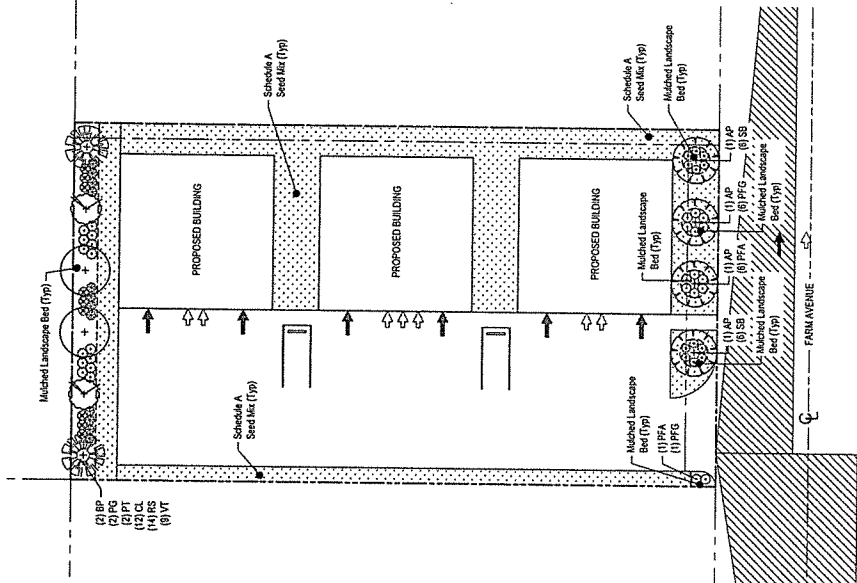 Schedule A
Seed Mix (Typ)
Mulched Landscape Bed (Typ)
PROPOSED BUILDING
PROPOSED BUILDING
PROPOSED BUILDING
Schedule A
Seed Mix (Typ)
Mulched Landscape
Bed (Typ)
(1) AP
(6) SB
(1) AP
(6) PFG
Mulched Landscape
Bed (Typ)
Mulched Landscape
Bed (Typ)
(1) AP
(6) PFA
(1) AP
(6) SB
Mulched Landscape
Bed (Typ)
Schedule A
Seed Mix (Typ)
Mulched Landscape
Bed (Typ)
(1) PFA
(1) PFG
(2) BP
(2) PG
(2) PT
(12) CL
(14) RS
(9) VT
FARM AVENUE
CL